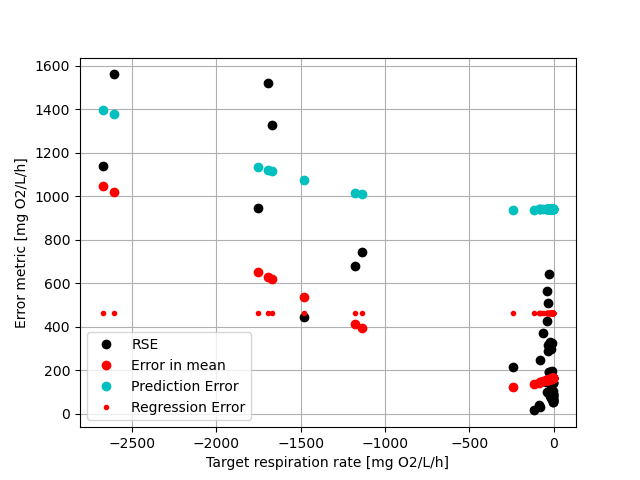 1600
1400
1200
1000
800
600
400
200
0
Error metric [mg O2/L/h]
RSE
Error in mean
Prediction Error
Regression Error
−2500 −2000 −1500 −1000 −500 0
Target respiration rate [mg O2/L/h]